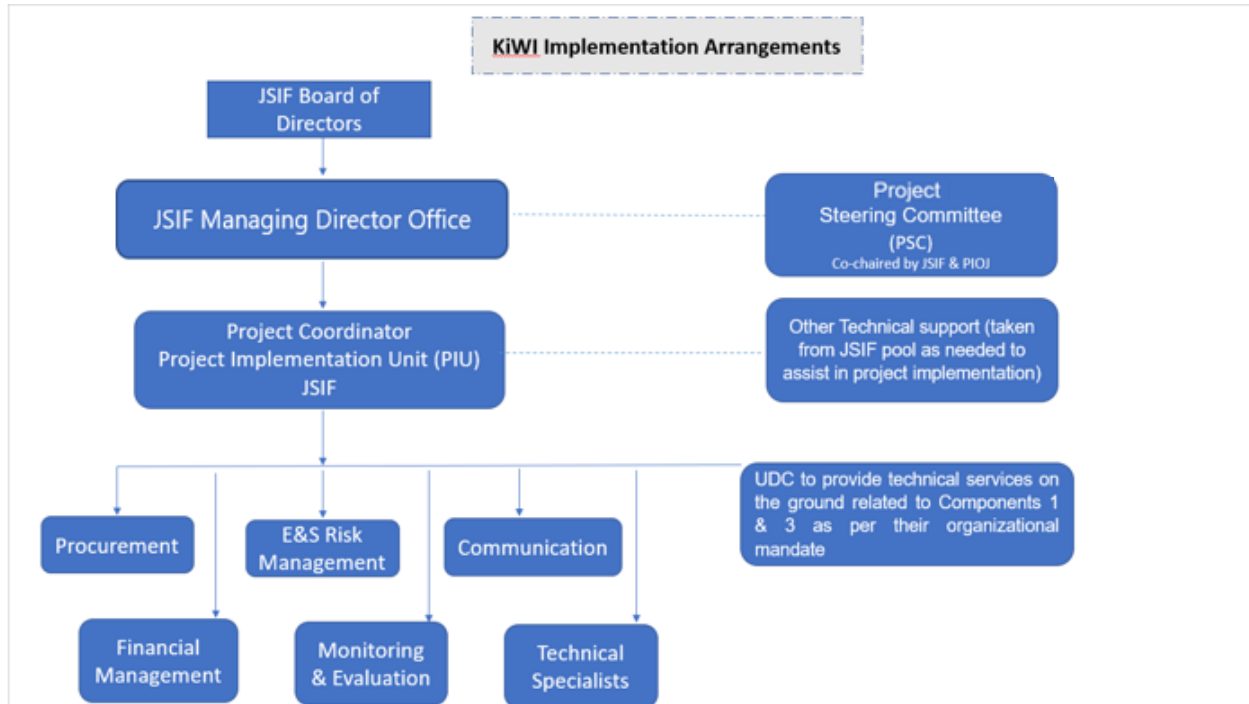 KiWI Implementation Arrangements
JSIF Board of
Directors
JSIF Managing Director Office
Project
Steering Committee
(PSC)
Co-chaired by JSIF & PIOJ
Project Coordinator
Project Implementation Unit (PIU)
JSIF
Other Technical support (taken
from JSIF pool as needed to
assist in project implementation)
UDC to provide technical services on
the ground related to Components 1
& 3 as per their organizational
mandate
Procurement
E&S Risk
Management
Communication
Financial
Management
Monitoring
& Evaluation
Technical
Specialists